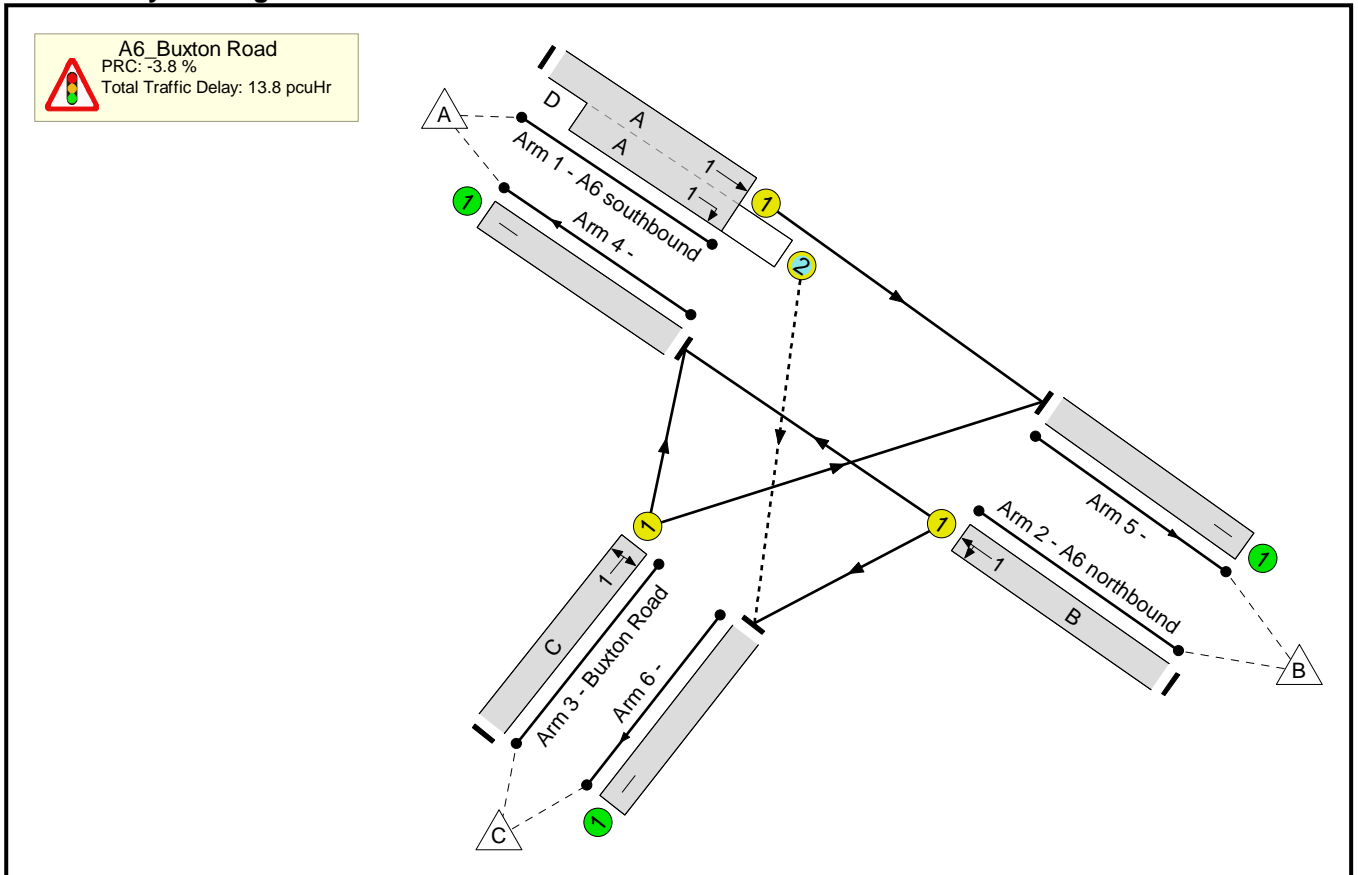 A6_Buxton Road
PRC: -3.8 %
Total Traffic Delay: 13.8 pcuHr
A
D
A
A
1
1
1
2
Arm 1 - A6 southbound
1
Arm 4 -
1
1
Arm 5 -
1
Arm 2 - A6 northbound
1
B
B
1
C
Arm 3 - Buxton Road
Arm 6 -
1
C